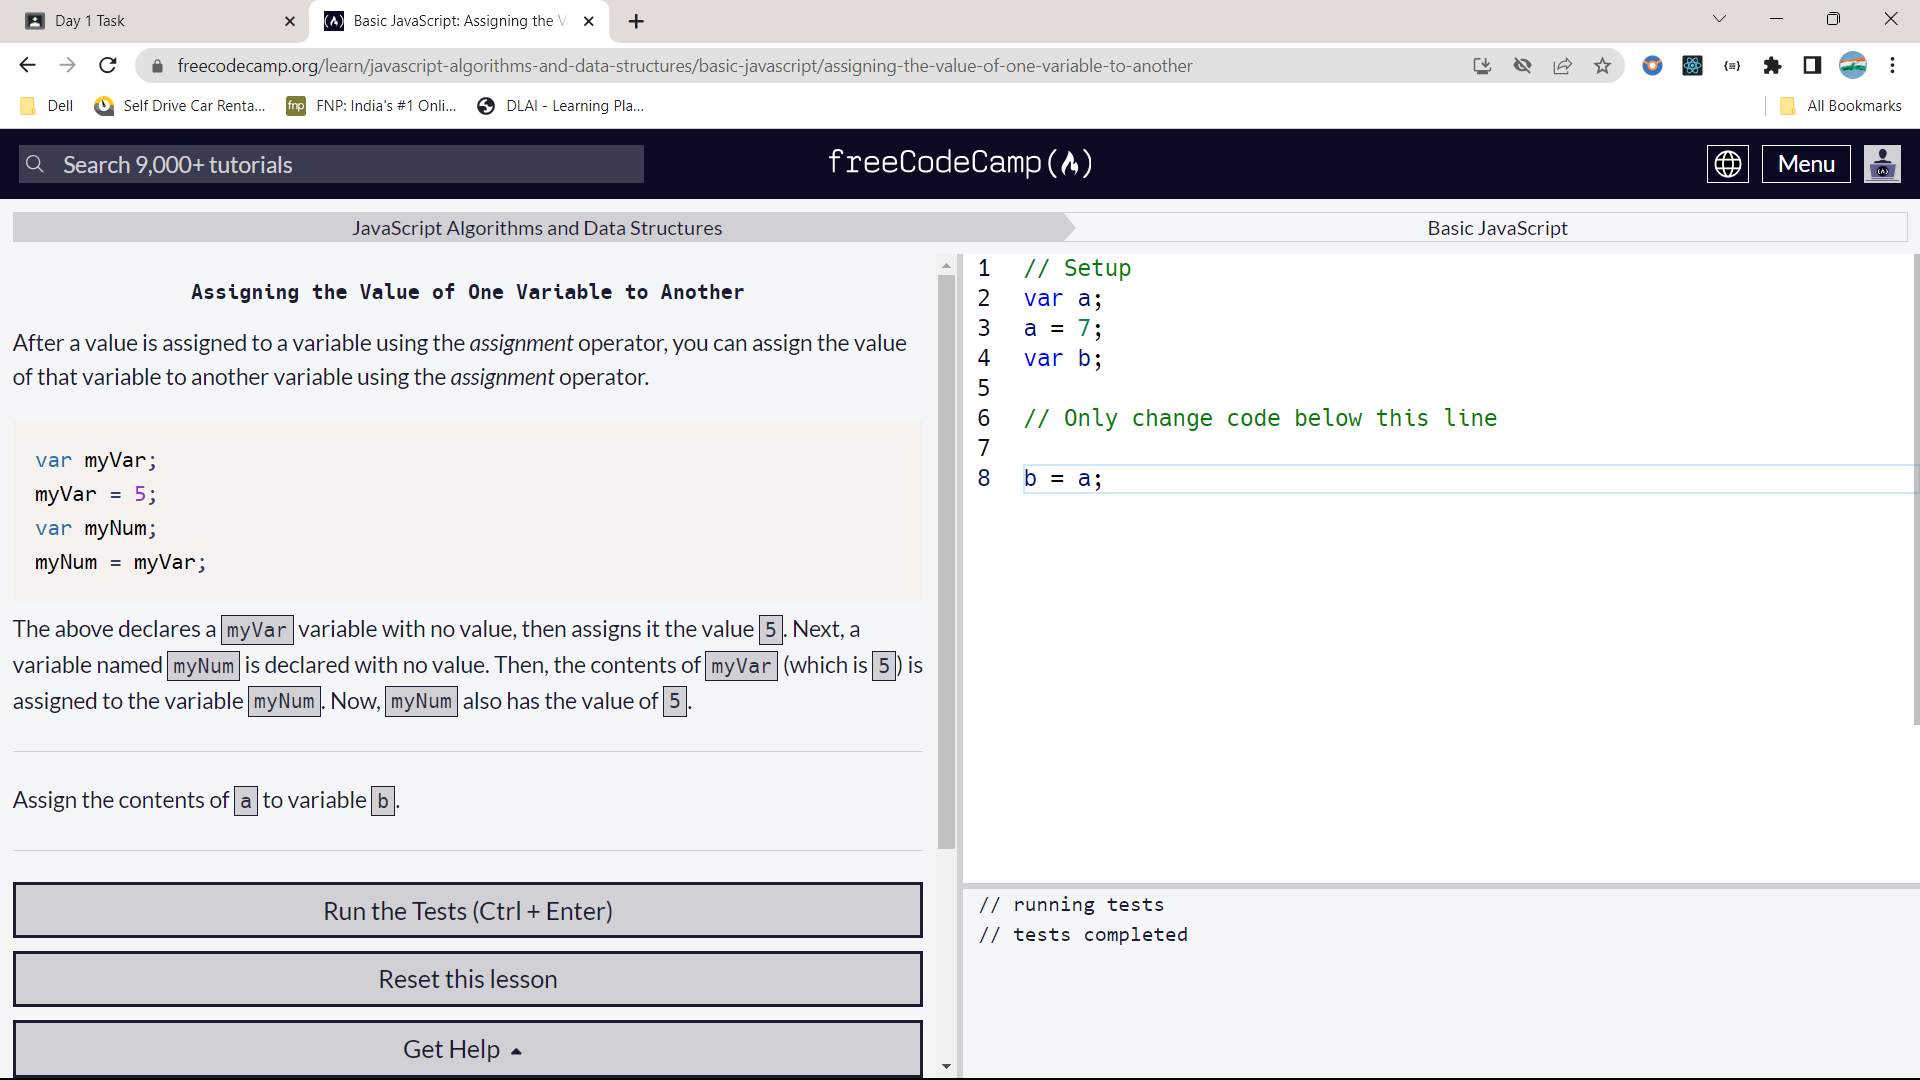 Day 1 Task
Basic JavaScript: Assigning the V
freecodecamp.org/learn/javascript-algorithms-and-data-structures/basic-javascript/assigning-the-value-of-one-variable-to-another
Dell
Self Drive Car Renta...
fnp FNP: India's #1 Onli...
DLAI - Learning Pla...
All Bookmarks
Search 9,000+ tutorials
freeCodeCamp
Menu
JavaScript Algorithms and Data Structures
Basic JavaScript
Assigning the Value of One Variable to Another
After a value is assigned to a variable using the assignment operator, you can assign the value
of that variable to another variable using the assignment operator.
var myVar;
myVar = 5;
var myNum;
myNum = myVar;
The above declares a myVar variable with no value, then assigns it the value 5. Next, a
variable named myNum is declared with no value. Then, the contents of myVar (which is 5) is
assigned to the variable myNum. Now, myNum also has the value of 5.
Assign the contents of a to variable b.
Run the Tests (Ctrl + Enter)
Reset this lesson
Get Help
1 // Setup
2 var a;
3 a = 7;
4 var b;
5
6 // Only change code below this line
7
8 b = a;
// running tests
// tests completed